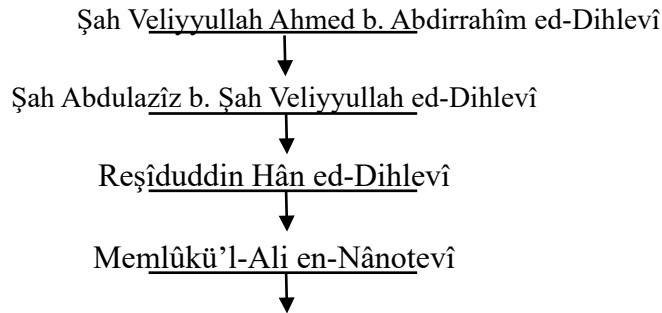 Şah Veliyyullah Ahmed b. Abdirrahîm ed-Dihlevî
Şah Abdulazîz b. Şah Veliyyullah ed-Dihlevî
Reşîduddin Hân ed-Dihlevî
Memlûkü’l-Ali en-Nânotevî